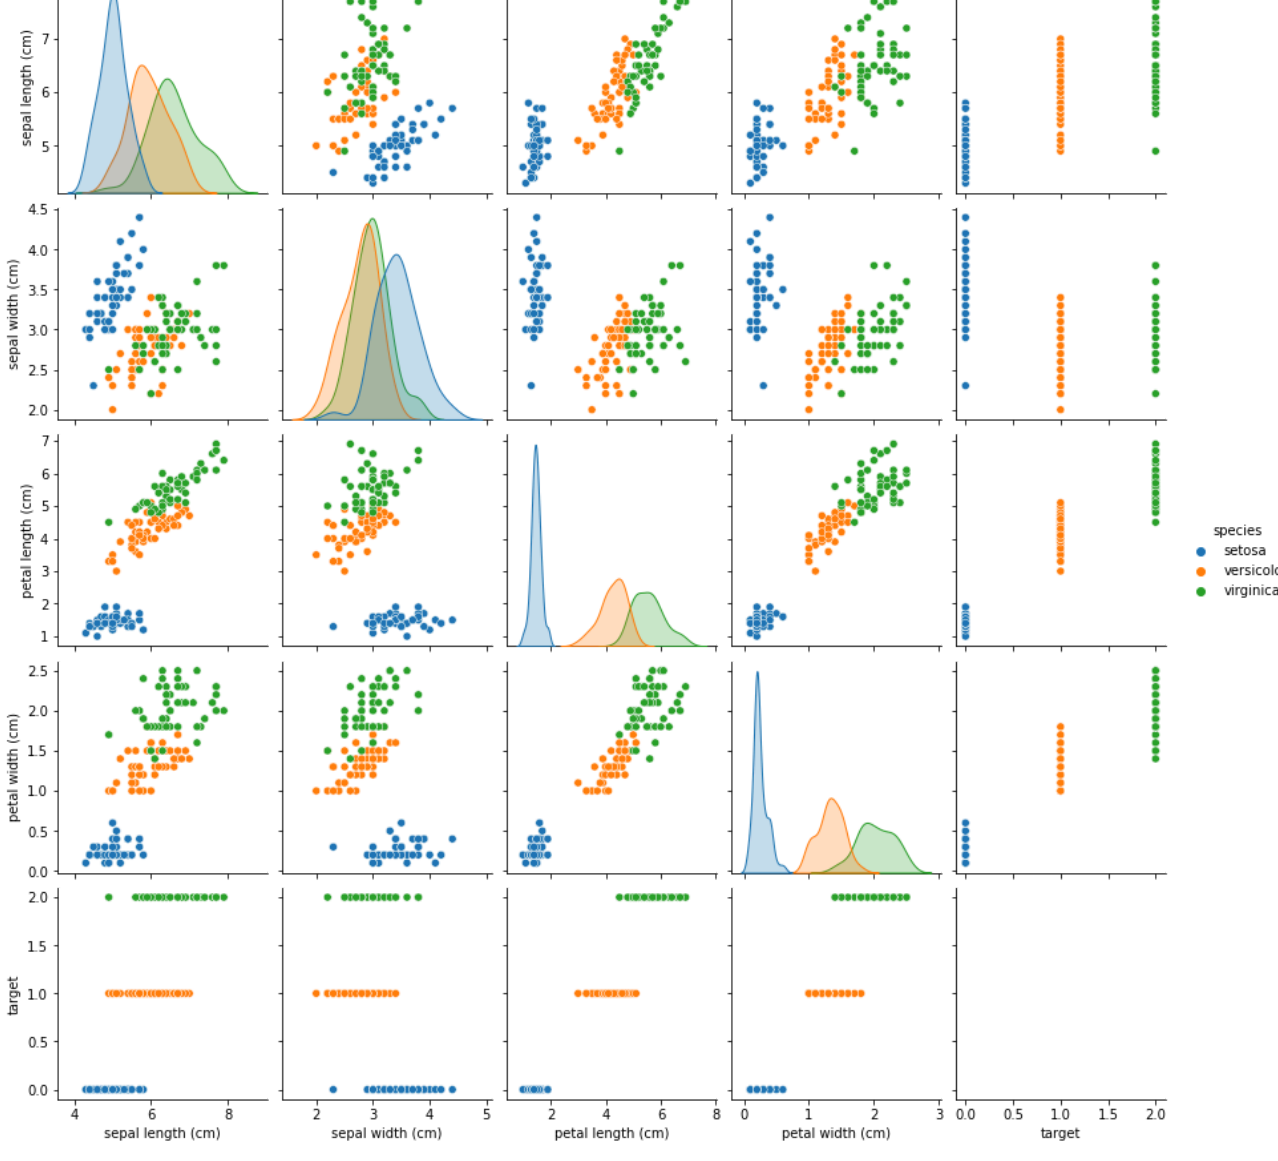 sepal length (cm)
7
6
5
sepal width (cm)
4.5
4.0
3.5
3.0
2.5
2.0
petal length (cm)
7
6
5
4
3
2
1
species
setosa
versicolo
virginica
petal width (cm)
2.5
2.0
1.5
1.0
0.5
0.0
target
2.0
1.5
1.0
0.5
0.0
4 6 8 2 3 4 5 2 4 6 8 0 1 2 3 0.0 0.5 1.0 1.5 2.0
sepal length (cm) sepal width (cm) petal length (cm) petal width (cm) target